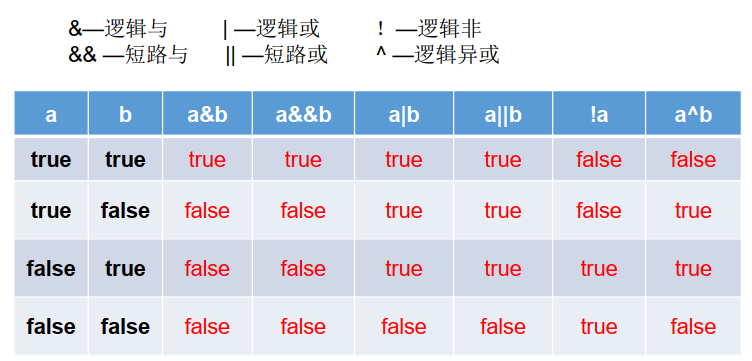 &—逻辑与 | —逻辑或 ！—逻辑非
&& —短路与 || —短路或 ^ —逻辑异或
a b a&b a&&b a|b a||b !a a^b
true true true true true true false false
true false false false true true false true
false true false false true true true true
false false false false false false true false